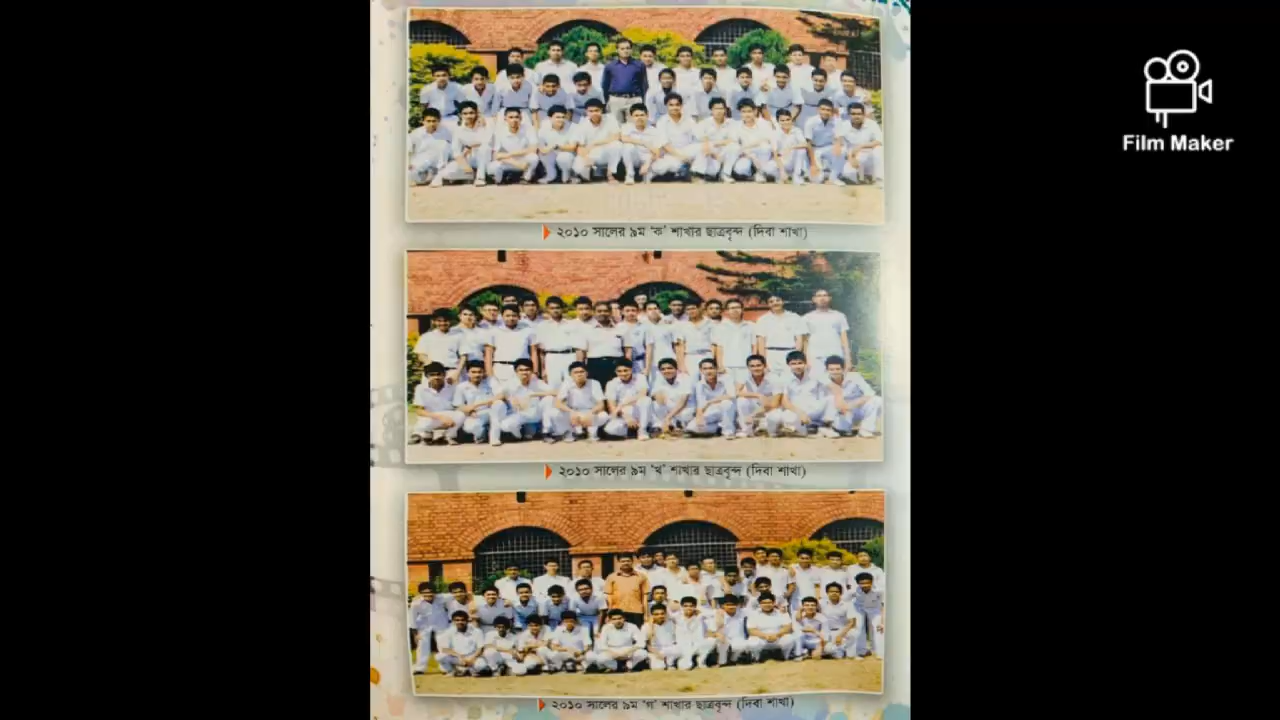 Film Maker
২০১০ সালের ৯ম ‘ক’ শাখার ছাত্রবৃন্দ (দিবা শাখা)
২০১০ সালের ৯ম ‘খ’ শাখার ছাত্রবৃন্দ (দিবা শাখা)
২০১০ সালের ৯ম ‘গ’ শাখার ছাত্রবৃন্দ (দিবা শাখা)